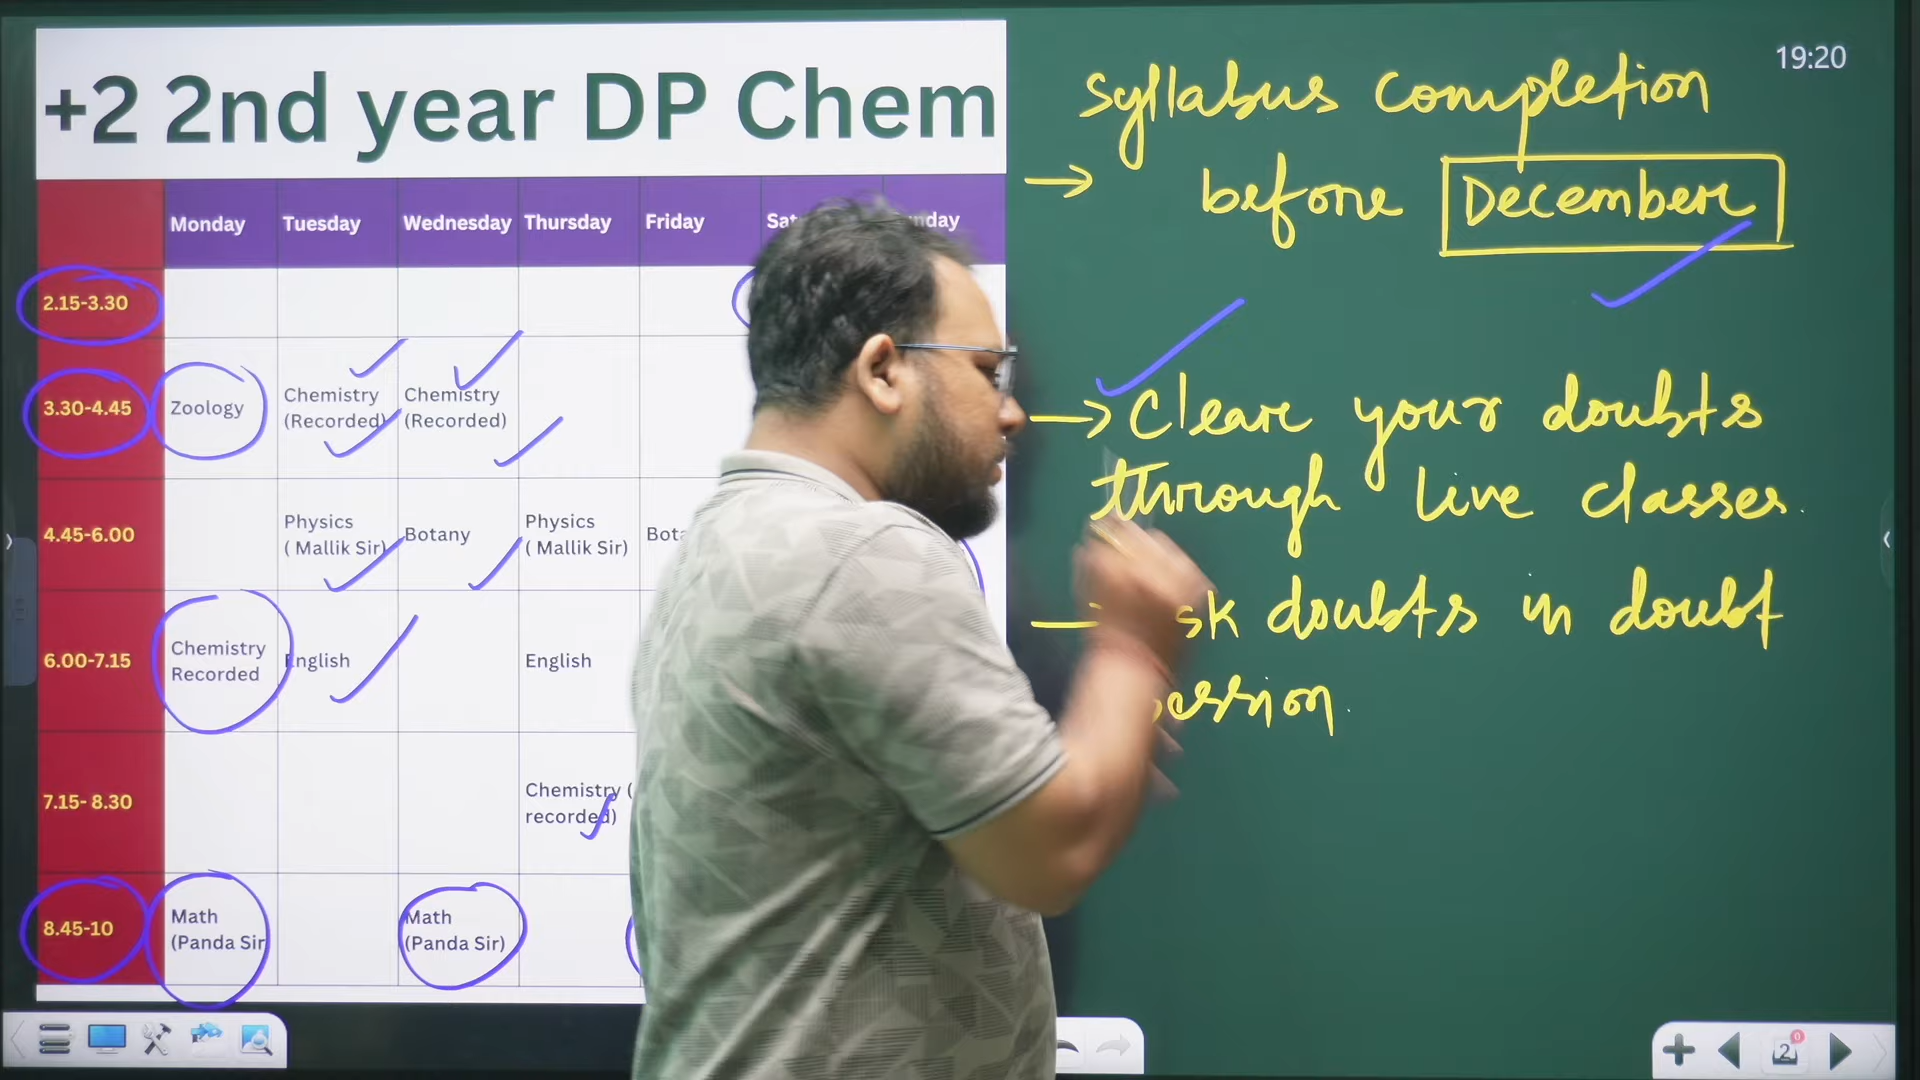 +2 2nd year DP Chem
19:20
Monday Tuesday Wednesday Thursday Friday
2.15-3.30
3.30-4.45
Zoology
Chemistry
(Recorded)
Chemistry
(Recorded)
4.45-6.00
Physics
( Mallik Sir)
Botany
Physics
( Mallik Sir)
6.00-7.15
Chemistry
Recorded
English
English
7.15- 8.30
Chemistry (
recorded)
8.45-10
Math
(Panda Sir
Math
(Panda Sir)
syllabus completion
→ before December
→ Clear your doubts
through live classes.
doubts in doubt
session.
2
0